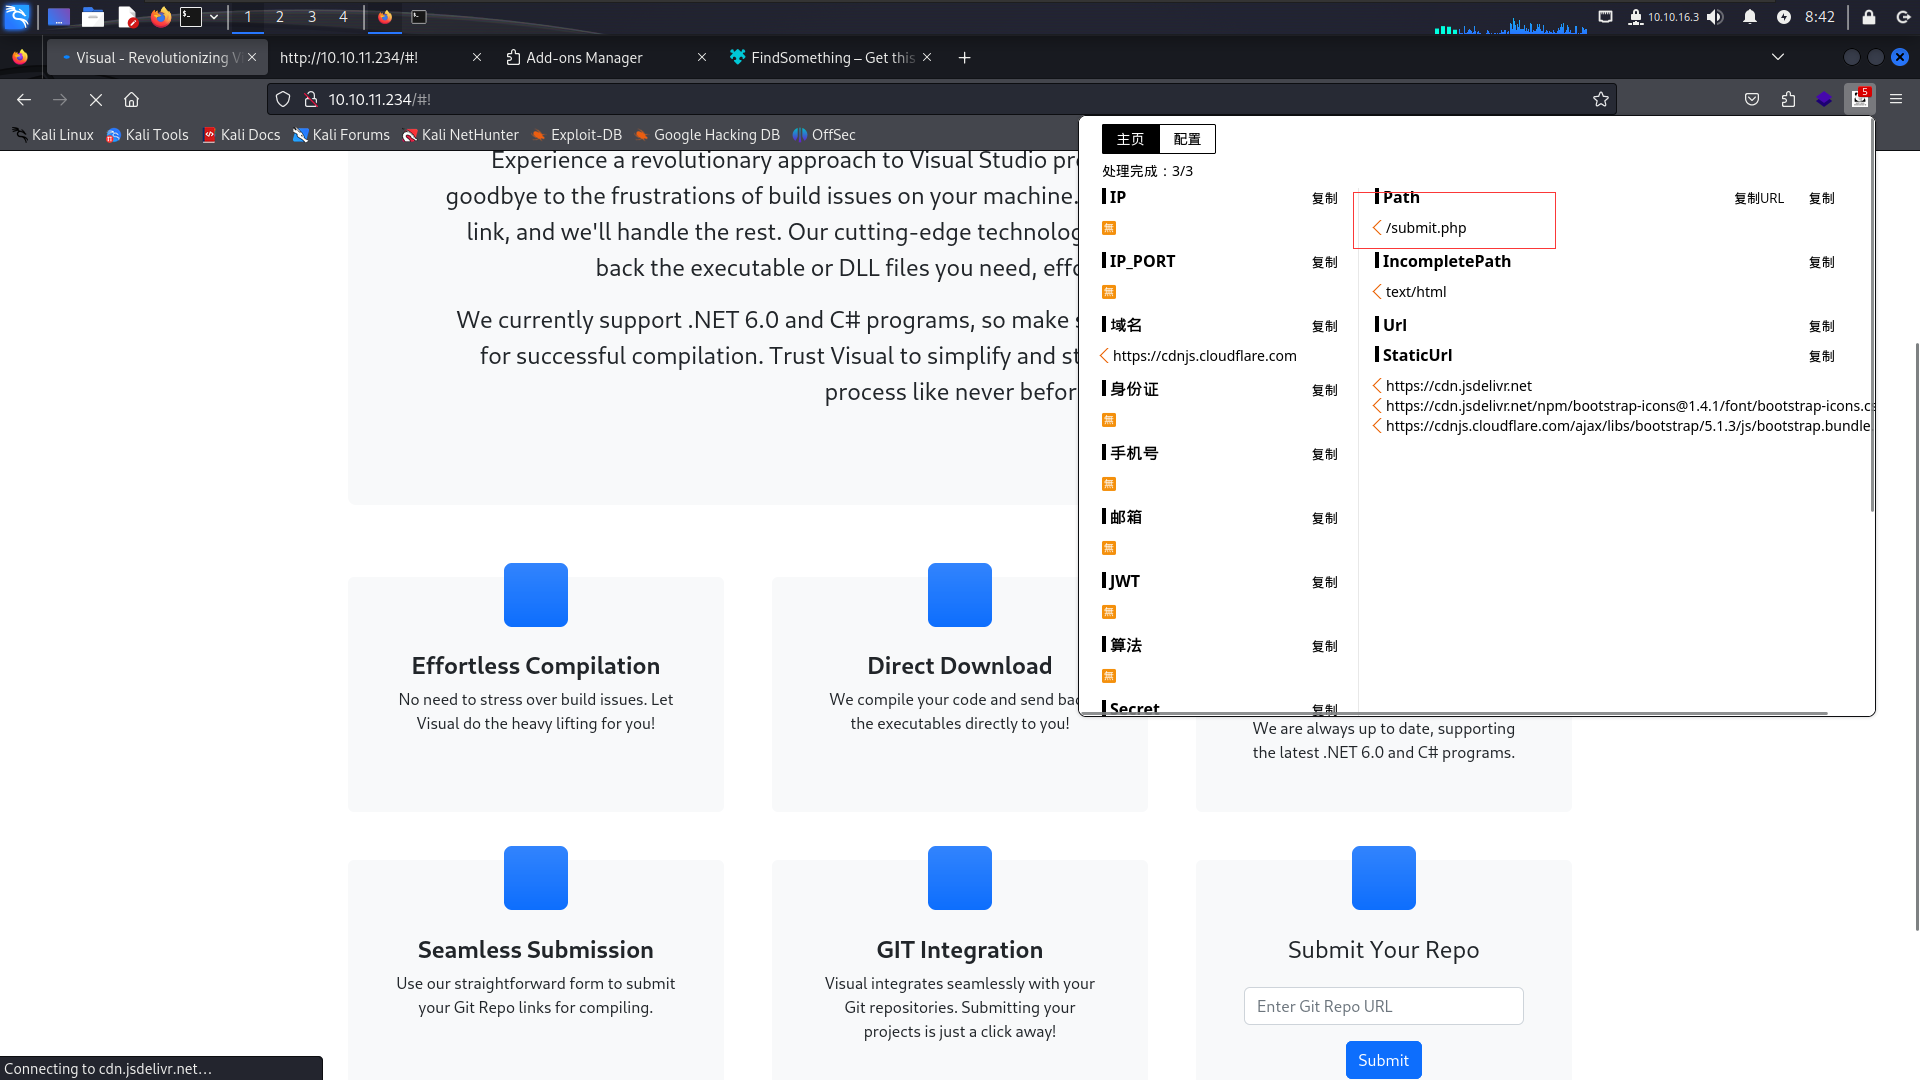 1
2
3
4
10.10.16.3
8:42
Visual - Revolutionizing V
http://10.10.11.234/#!
Add-ons Manager
FindSomething – Get this
10.10.11.234/#!
5
Kali Linux
Kali Tools
Kali Docs
Kali Forums
Kali NetHunter
Exploit-DB
Google Hacking DB
OffSec
Experience a revolutionary approach to Visual Studio pr
goodbye to the frustrations of build issues on your machine.
link, and we'll handle the rest. Our cutting-edge technolog
back the executable or DLL files you need, effo
We currently support .NET 6.0 and C# programs, so make s
for successful compilation. Trust Visual to simplify and st
process like never befor
主页
配置
处理完成：3/3
IP 复制
無
IP_PORT 复制
無
域名 复制
https://cdnjs.cloudflare.com
身份证 复制
無
手机号 复制
無
邮箱 复制
無
JWT 复制
無
算法 复制
無
Secret 复制
Path 复制URL 复制
/submit.php
IncompletePath 复制
text/html
Url 复制
StaticUrl 复制
https://cdn.jsdelivr.net
https://cdn.jsdelivr.net/npm/bootstrap-icons@1.4.1/font/bootstrap-icons.c
https://cdnjs.cloudflare.com/ajax/libs/bootstrap/5.1.3/js/bootstrap.bundle
Effortless Compilation
No need to stress over build issues. Let
Visual do the heavy lifting for you!
Direct Download
We compile your code and send bac
the executables directly to you!
We are always up to date, supporting
the latest .NET 6.0 and C# programs.
Seamless Submission
Use our straightforward form to submit
your Git Repo links for compiling.
GIT Integration
Visual integrates seamlessly with your
Git repositories. Submitting your
projects is just a click away!
Submit Your Repo
Enter Git Repo URL
Submit
Connecting to cdn.jsdelivr.net…